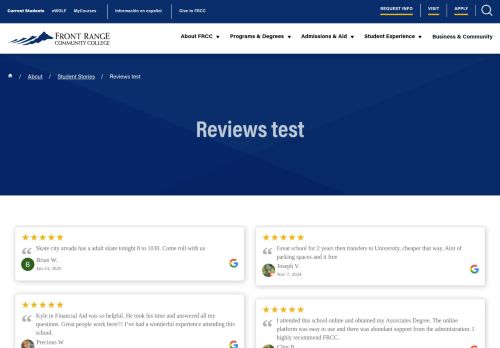 Current Students eWOLF MyCourses Información en español Give to FRCC REQUEST INFO VISIT APPLY
FRONT RANGE
COMMUNITY COLLEGE
About FRCC Programs & Degrees Admissions & Aid Student Experience Business & Community
/ About / Student Stories / Reviews test
Reviews test
Skate city arvada has a adult skate tonight 8 to 1030. Come roll with us
B Brian W.
Jan 23, 2025
Great school for 2 years then transfers to University, cheaper that way. Alot of
parking spaces and it free
Joseph V.
Nov 7, 2024
Kyle in Financial Aid was so helpful. He took his time and answered all my
questions. Great people work here!!! I've had a wonderful experience attending this
school.
Precious W.
I attended this school online and obtained my Associates Degree. The online
platform was easy to use and there was abundant support from the administration. I
highly recommend FRCC.